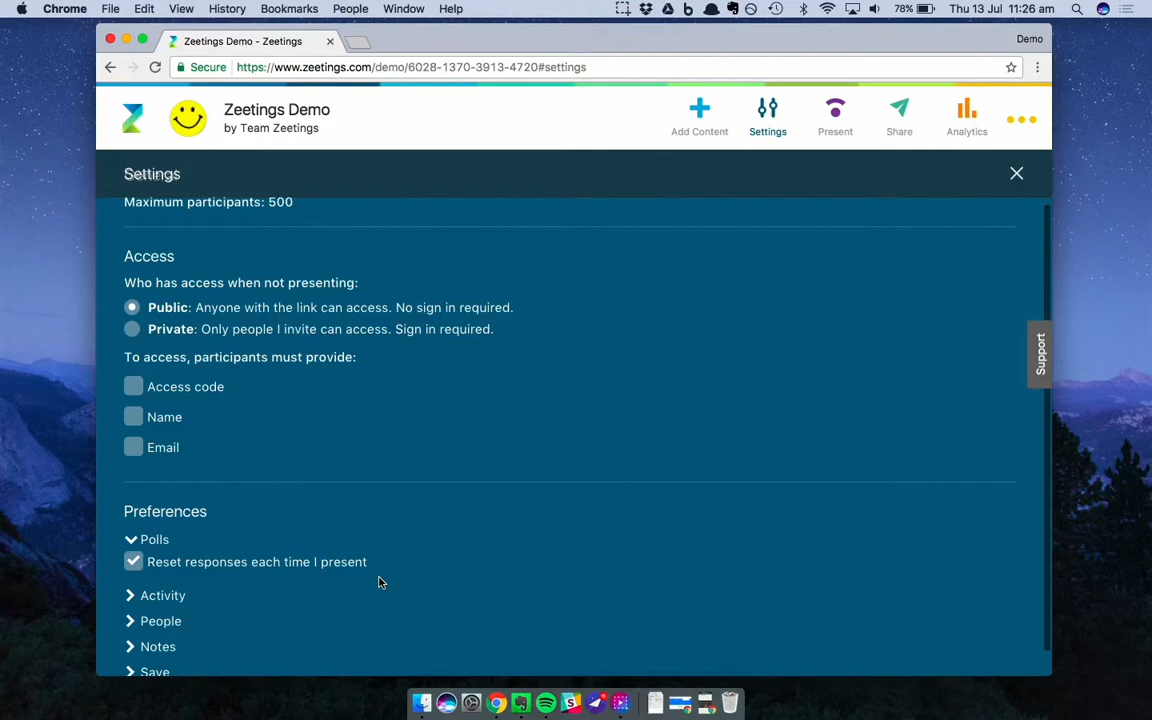 Chrome File Edit View History Bookmarks People Window Help 78% Thu 13 Jul 11:26 am
Zeetings Demo - Zeetings Demo
Secure https://www.zeetings.com/demo/6028-1370-3913-4720#settings
Zeetings Demo
by Team Zeetings
Add Content Settings Present Share Analytics
Settings
Maximum participants: 500
Access
Who has access when not presenting:
Public: Anyone with the link can access. No sign in required.
Private: Only people I invite can access. Sign in required.
Support
To access, participants must provide:
Access code
Name
Email
Preferences
Polls
Reset responses each time I present
Activity
People
Notes
Save